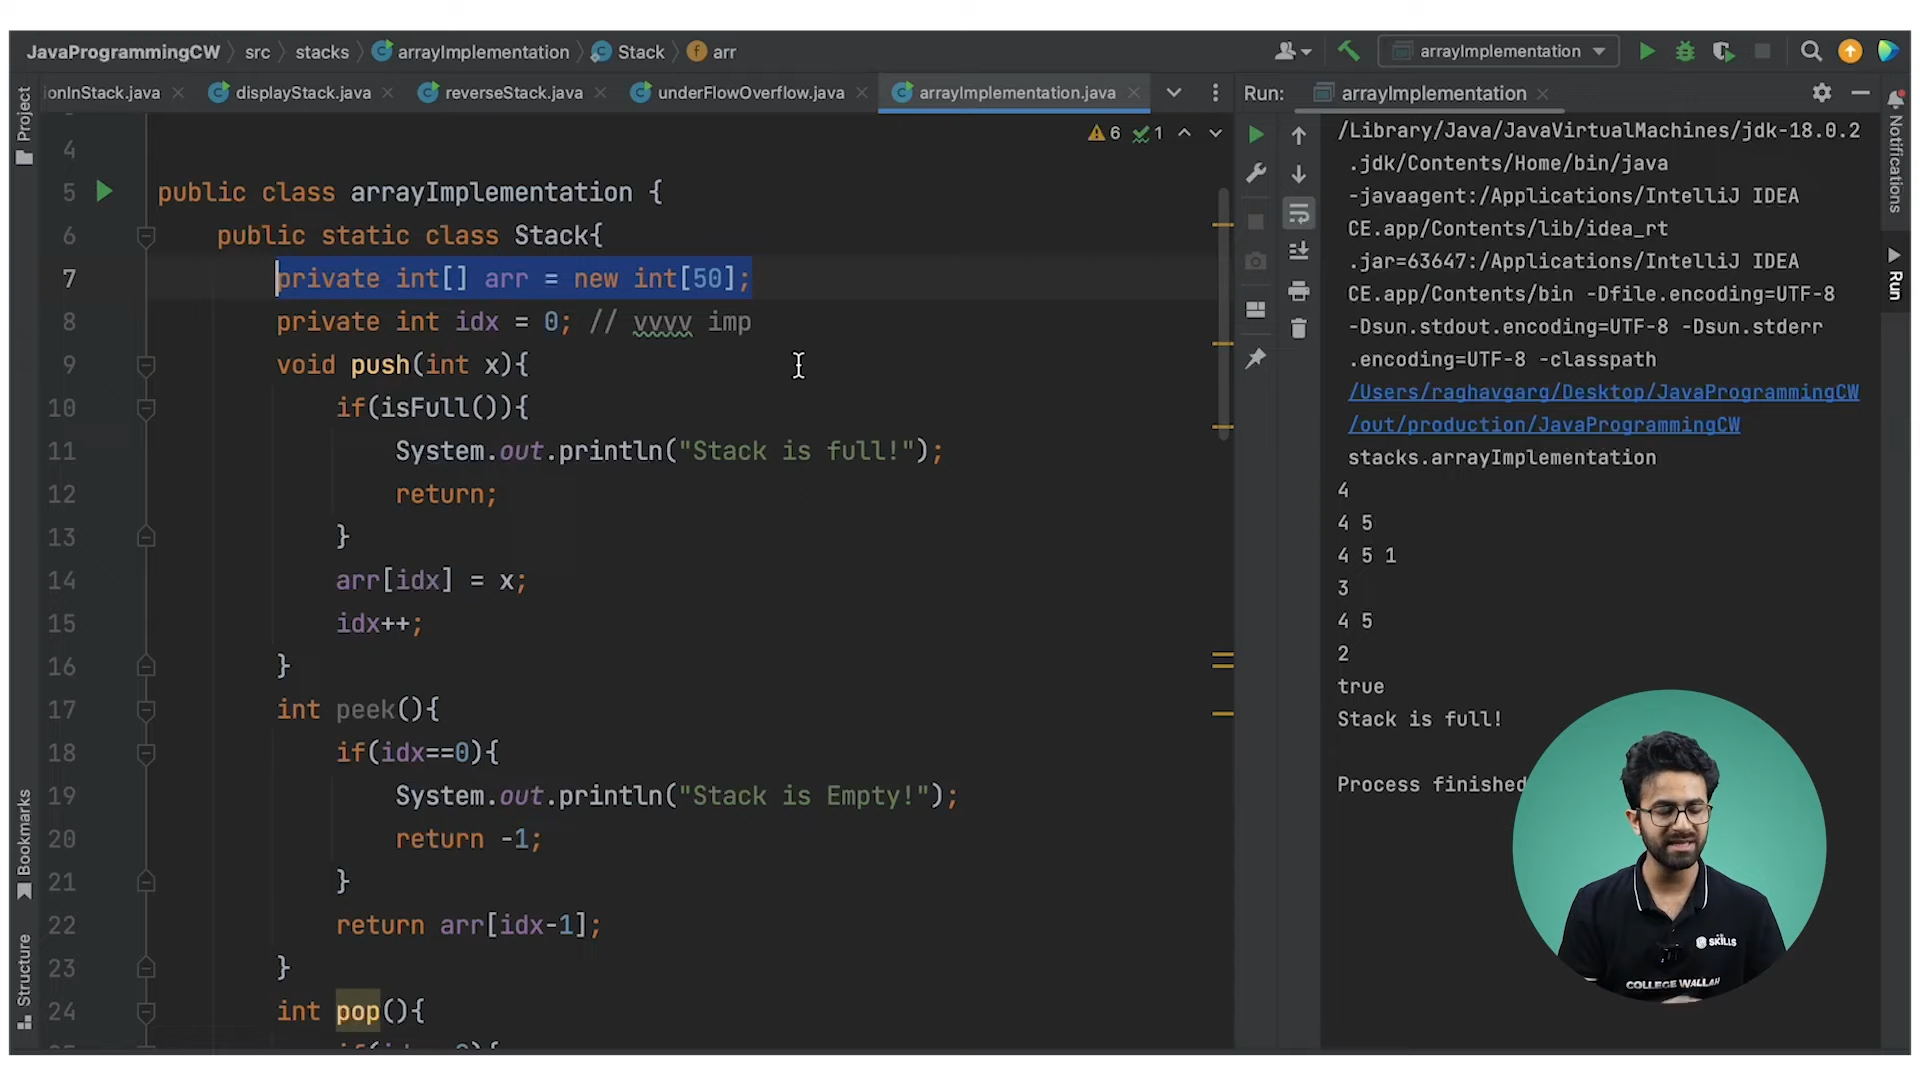 JavaProgrammingCW src stacks arrayImplementation Stack arr
arrayImplementation
ionInStack.java displayStack.java reverseStack.java underFlowOverflow.java arrayImplementation.java
Run: arrayImplementation
Project
Bookmarks
Structure
Notifications
Run
6 1
4
5 public class arrayImplementation {
6 public static class Stack{
7 private int[] arr = new int[50];
8 private int idx = 0; // vvvv imp
9 void push(int x){
10 if(isFull()){
11 System.out.println("Stack is full!");
12 return;
13 }
14 arr[idx] = x;
15 idx++;
16 }
17 int peek(){
18 if(idx==0){
19 System.out.println("Stack is Empty!");
20 return -1;
21 }
22 return arr[idx-1];
23 }
24 int pop(){
/Library/Java/JavaVirtualMachines/jdk-18.0.2
.jdk/Contents/Home/bin/java
-javaagent:/Applications/IntelliJ IDEA
CE.app/Contents/lib/idea_rt
.jar=63647:/Applications/IntelliJ IDEA
CE.app/Contents/bin -Dfile.encoding=UTF-8
-Dsun.stdout.encoding=UTF-8 -Dsun.stderr
.encoding=UTF-8 -classpath
/Users/raghavgarg/Desktop/JavaProgrammingCW
/out/production/JavaProgrammingCW
stacks.arrayImplementation
4
4 5
4 5 1
3
4 5
2
true
Stack is full!
Process finished
SKILLS
COLLEGE WALLAH